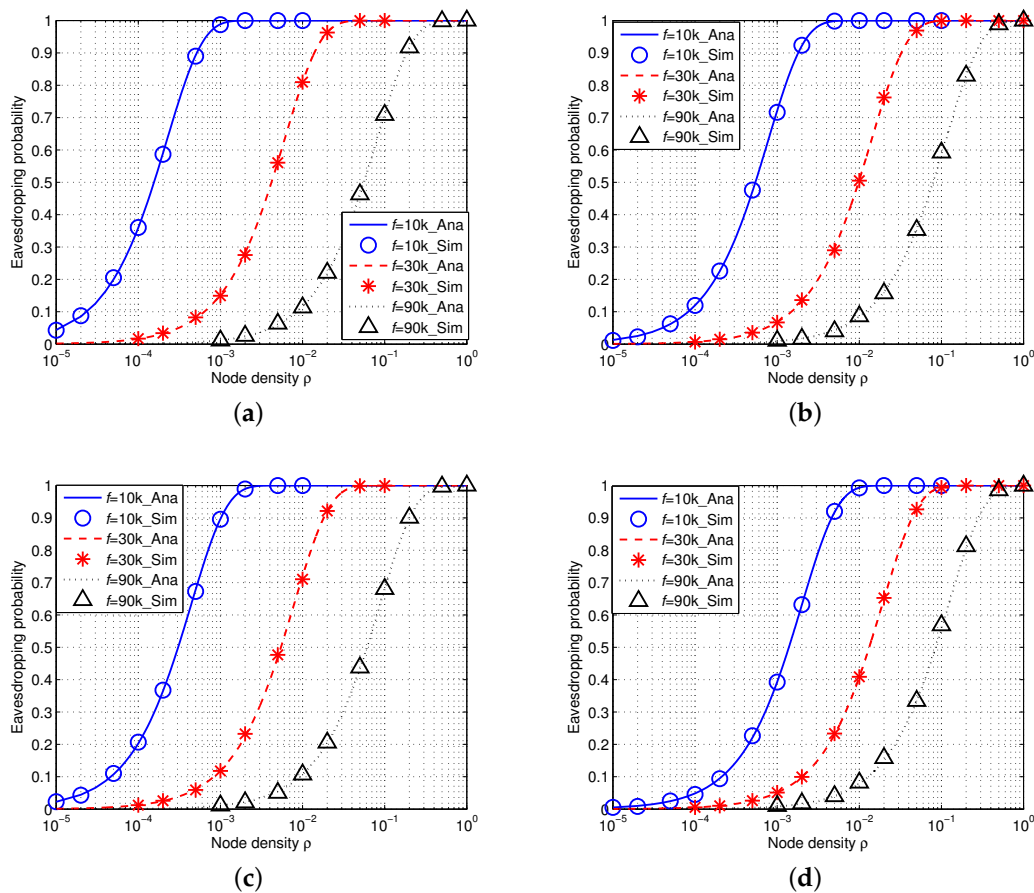 1
0.9
0.8
0.7
0.6
0.5
0.4
0.3
0.2
0.1
0
Eavesdropping probability
f=10k_Ana
f=10k_Sim
f=30k_Ana
f=30k_Sim
f=90k_Ana
f=90k_Sim
10⁻⁵ 10⁻⁴ 10⁻³ 10⁻² 10⁻¹ 10⁰
Node density ρ
(a)
1
0.9
0.8
0.7
0.6
0.5
0.4
0.3
0.2
0.1
0
Eavesdropping probability
f=10k_Ana
f=10k_Sim
f=30k_Ana
f=30k_Sim
f=90k_Ana
f=90k_Sim
10⁻⁵ 10⁻⁴ 10⁻³ 10⁻² 10⁻¹ 10⁰
Node density ρ
(b)
1
0.9
0.8
0.7
0.6
0.5
0.4
0.3
0.2
0.1
0
Eavesdropping probability
f=10k_Ana
f=10k_Sim
f=30k_Ana
f=30k_Sim
f=90k_Ana
f=90k_Sim
10⁻⁵ 10⁻⁴ 10⁻³ 10⁻² 10⁻¹ 10⁰
Node density ρ
(c)
1
0.9
0.8
0.7
0.6
0.5
0.4
0.3
0.2
0.1
0
Eavesdropping probability
f=10k_Ana
f=10k_Sim
f=30k_Ana
f=30k_Sim
f=90k_Ana
f=90k_Sim
10⁻⁵ 10⁻⁴ 10⁻³ 10⁻² 10⁻¹ 10⁰
Node density ρ
(d)